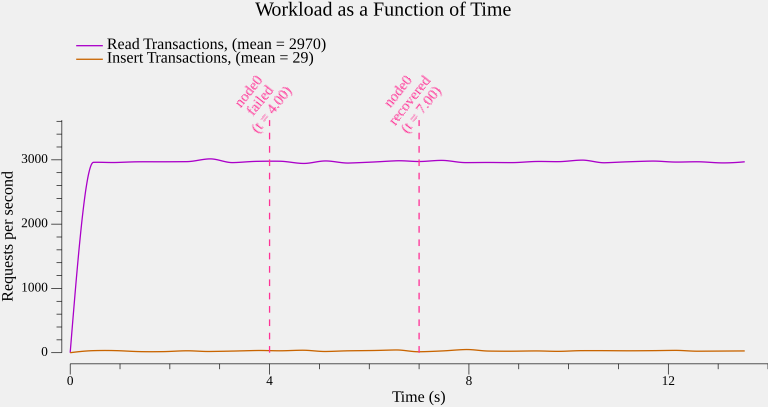 Workload as a Function of Time
Read Transactions, (mean = 2970)
Insert Transactions, (mean = 29)
node0
failed
(t = 4.00)
node0
recovered
(t = 7.00)
Requests per second
3000
2000
1000
0
0
4
8
12
Time (s)